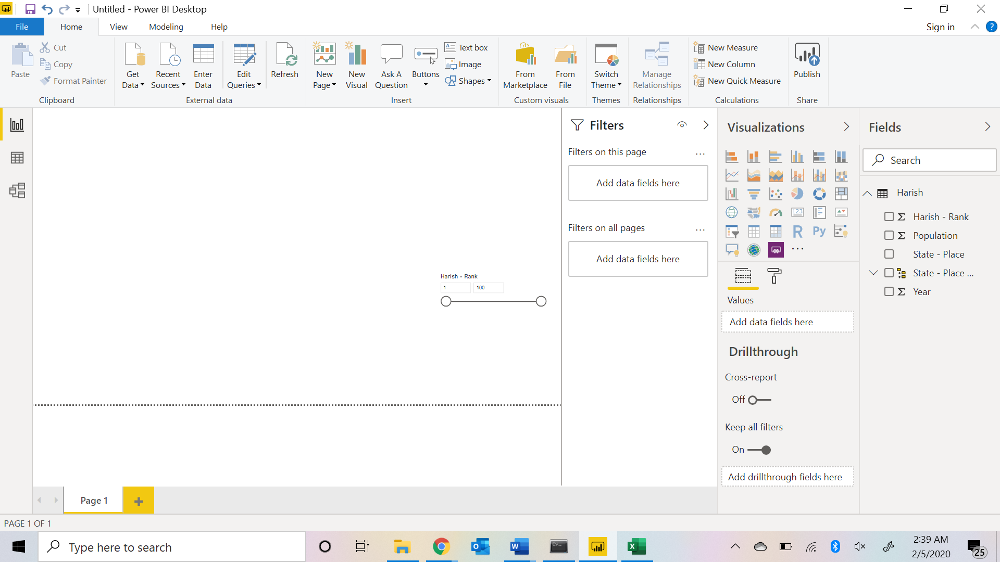 Untitled - Power BI Desktop
File
Home
View
Modeling
Help
Sign in
?
Paste
Cut
Copy
Format Painter
Clipboard
Get
Data
Recent
Sources
Enter
Data
Edit
Queries
Refresh
External data
New
Page
New
Visual
Ask A
Question
Buttons
Text box
Image
Shapes
Insert
From
Marketplace
From
File
Custom visuals
Switch
Theme
Themes
Manage
Relationships
Relationships
New Measure
New Column
New Quick Measure
Calculations
Publish
Share
Harish - Rank
1
100
Filters
Filters on this page
...
Add data fields here
Filters on all pages
...
Add data fields here
Visualizations
123
R
Py
...
Values
Add data fields here
Drillthrough
Cross-report
Off
Keep all filters
On
Add drillthrough fields here
Fields
Search
Harish
Σ Harish - Rank
Σ Population
State - Place
State - Place ...
Σ Year
Page 1
PAGE 1 OF 1
Type here to search
2:39 AM
2/5/2020
25